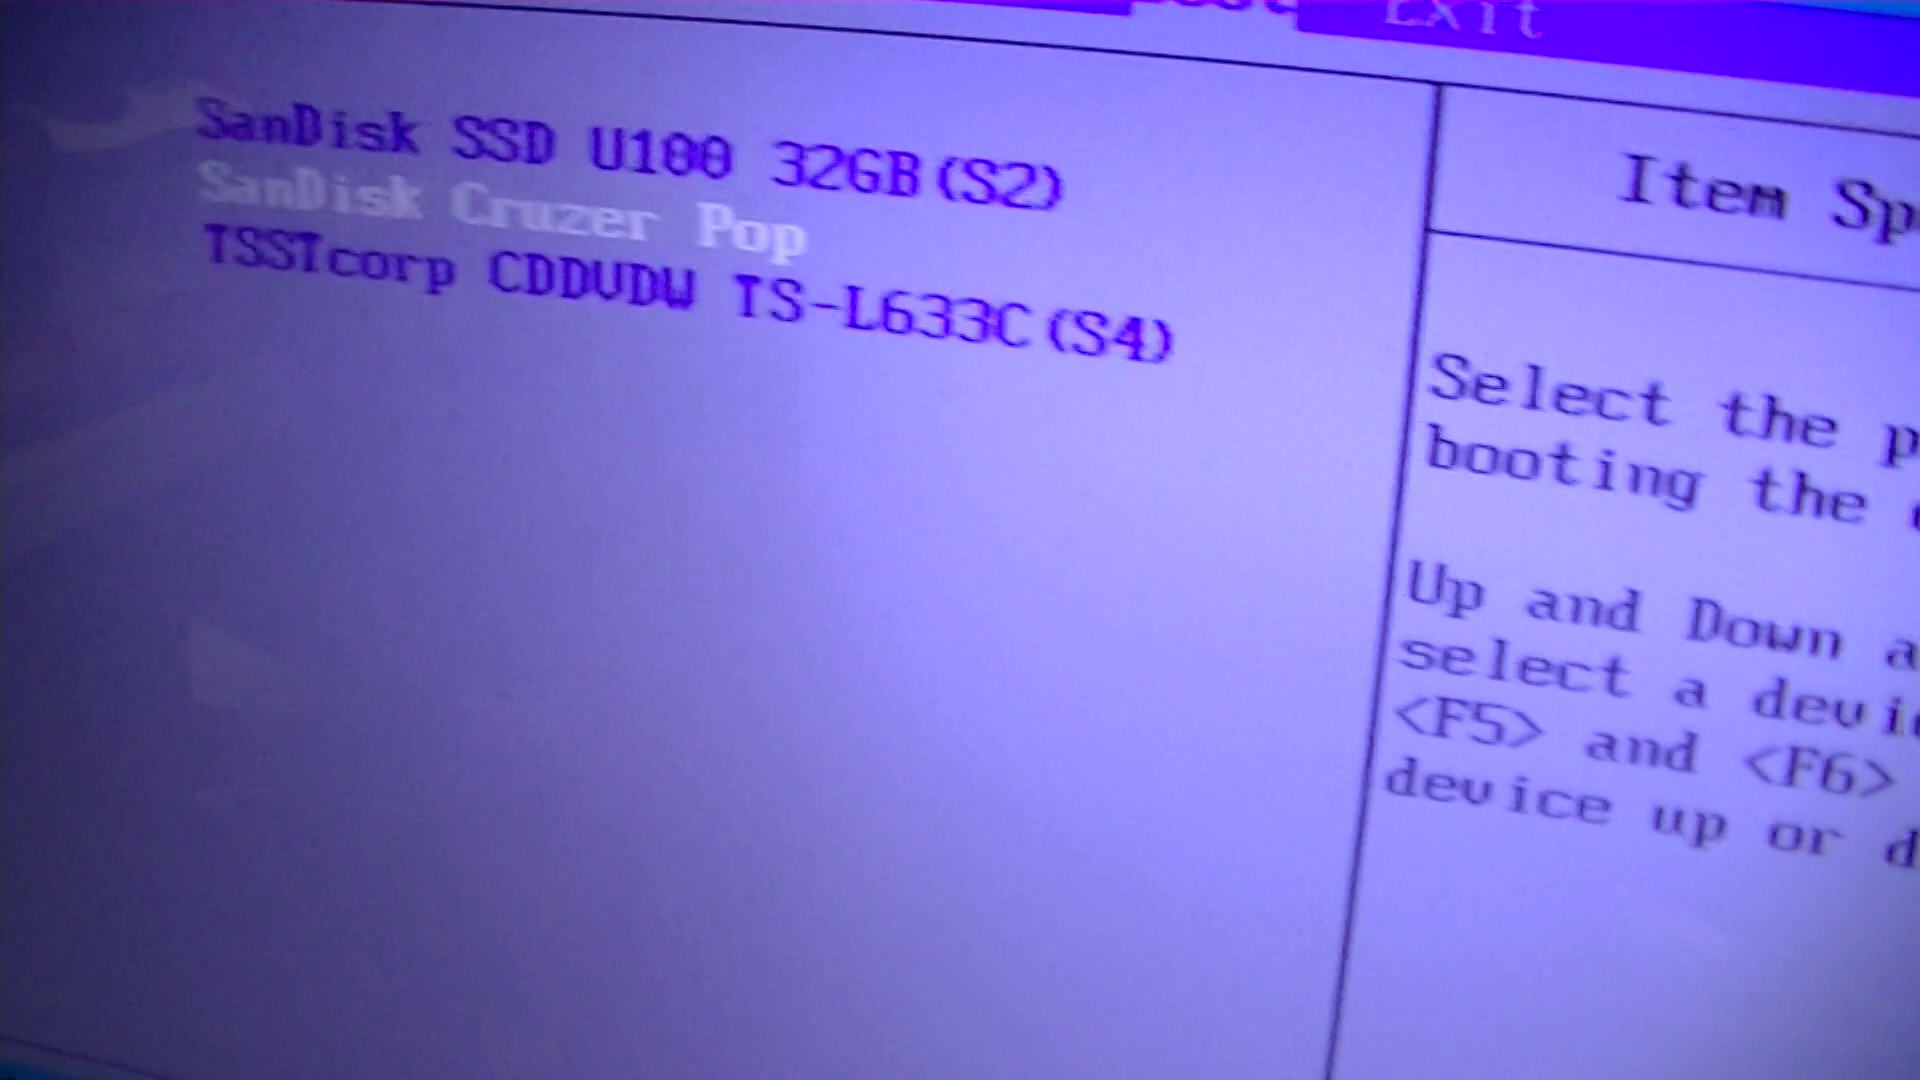 Exit
SanDisk SSD U100 32GB(S2)
SanDisk Cruzer Pop
TSSTcorp CDDVDW TS-L633C(S4)
Item Sp
Select the p
booting the
Up and Down a
select a devic
<F5> and <F6>
device up or d